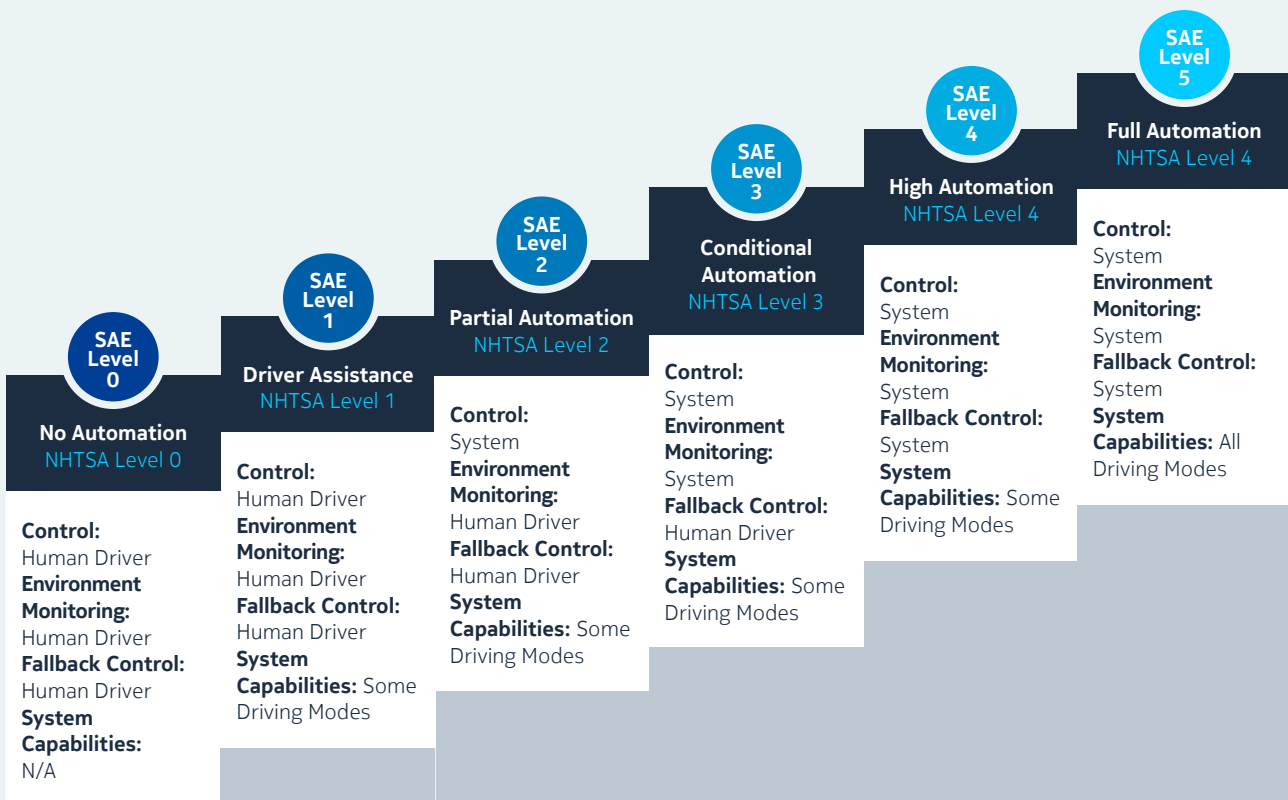 SAE
Level
0
No Automation
NHTSA Level 0
Control:
Human Driver
Environment
Monitoring:
Human Driver
Fallback Control:
Human Driver
System
Capabilities:
N/A
SAE
Level
1
Driver Assistance
NHTSA Level 1
Control:
Human Driver
Environment
Monitoring:
Human Driver
Fallback Control:
Human Driver
System
Capabilities: Some
Driving Modes
SAE
Level
2
Partial Automation
NHTSA Level 2
Control:
System
Environment
Monitoring:
Human Driver
Fallback Control:
Human Driver
System
Capabilities: Some
Driving Modes
SAE
Level
3
Conditional
Automation
NHTSA Level 3
Control:
System
Environment
Monitoring:
System
Fallback Control:
Human Driver
System
Capabilities: Some
Driving Modes
SAE
Level
4
High Automation
NHTSA Level 4
Control:
System
Environment
Monitoring:
System
Fallback Control:
System
System
Capabilities: Some
Driving Modes
SAE
Level
5
Full Automation
NHTSA Level 4
Control:
System
Environment
Monitoring:
System
Fallback Control:
System
System
Capabilities: All
Driving Modes